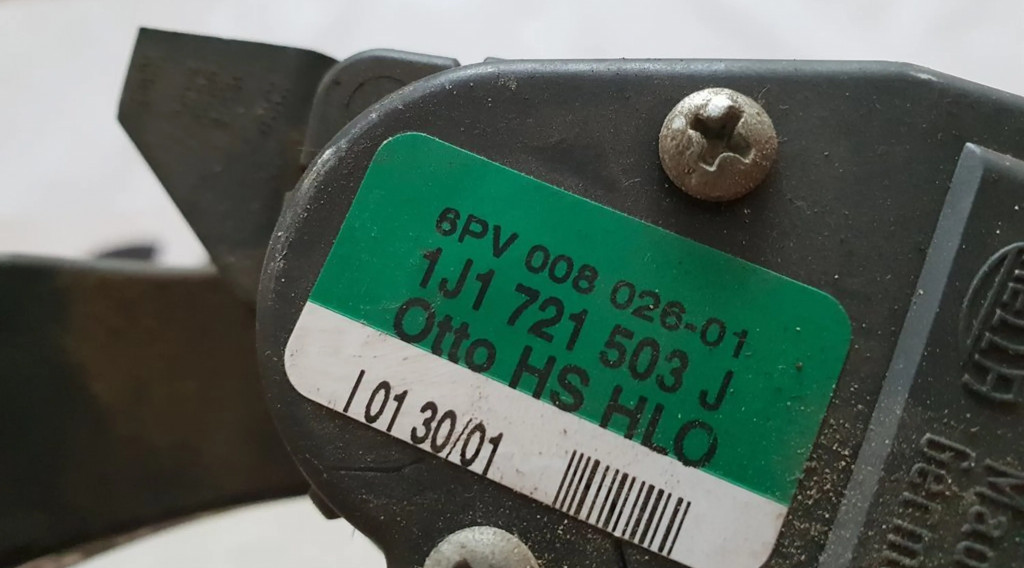 6PV 008 026-01
1J1 721 503 J
Otto HS HLO
I 01 30/01